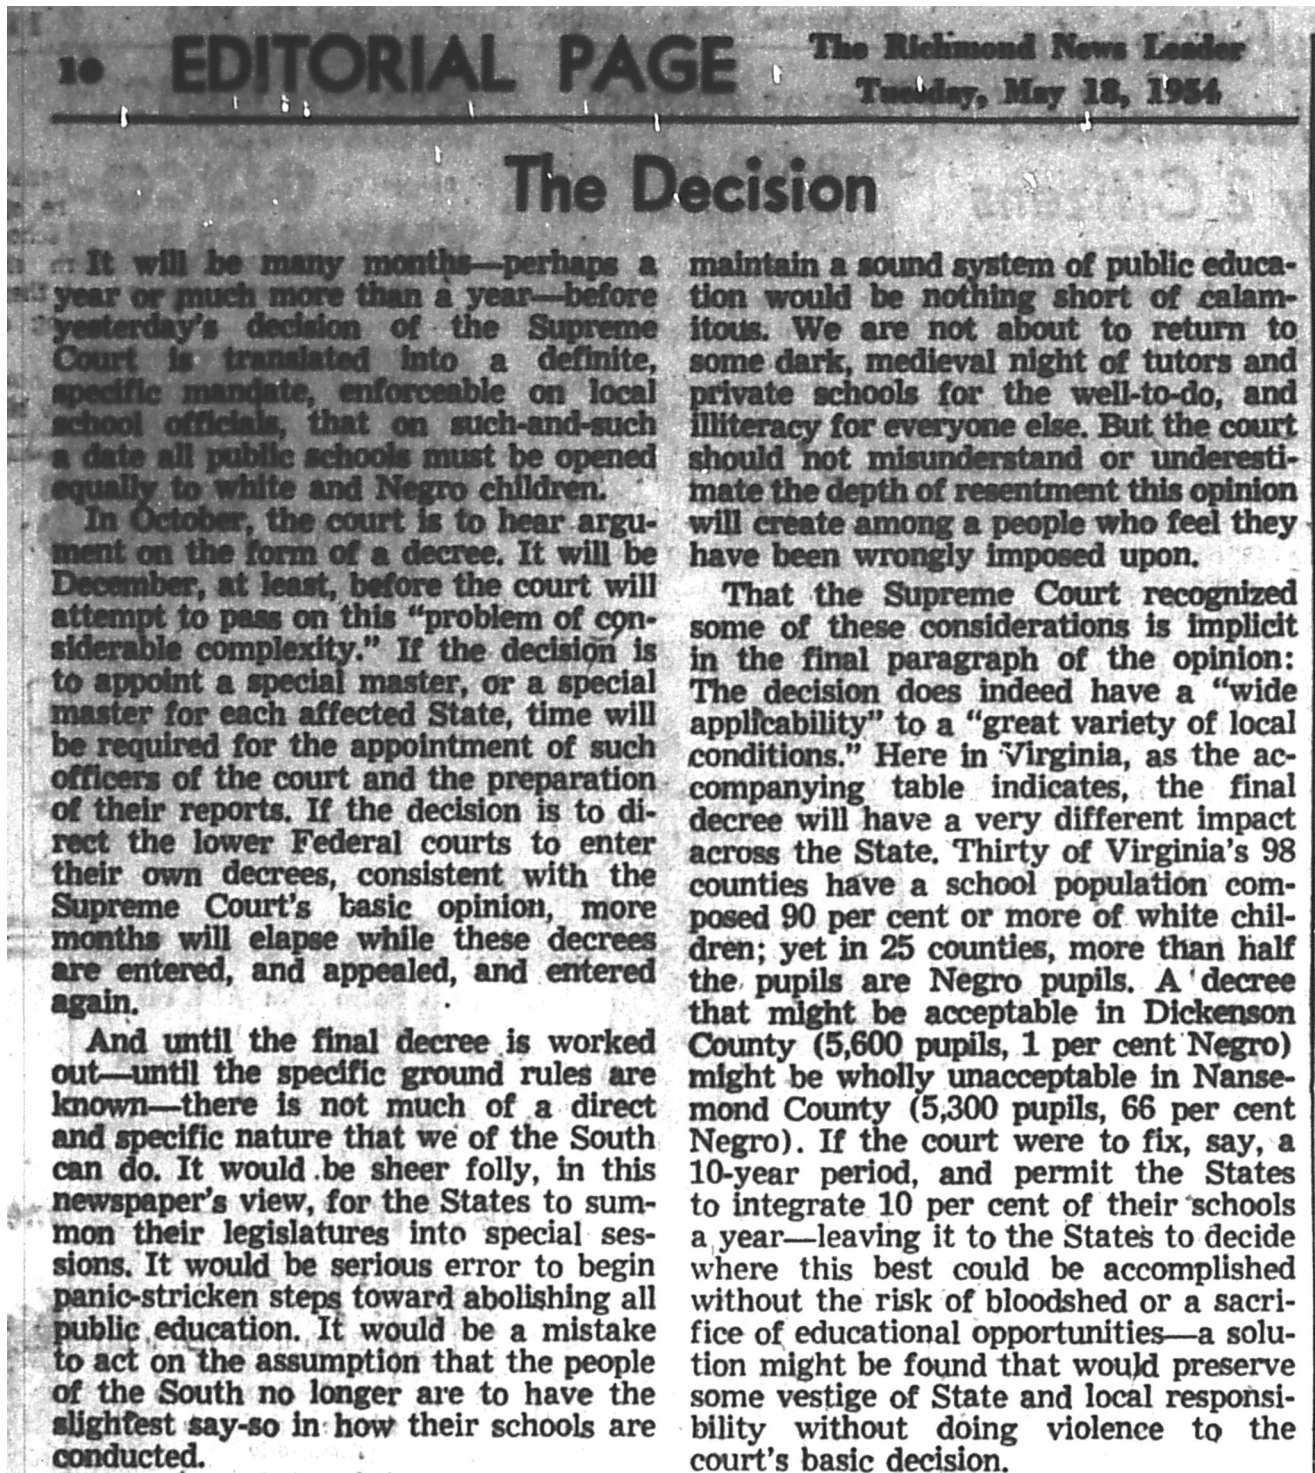 10 EDITORIAL PAGE
The Richmond News Leader
Tuesday, May 18, 1954
The Decision
It will be many months—perhaps a
year or much more than a year—before
yesterday's decision of the Supreme
Court is translated into a definite,
specific mandate, enforceable on local
school officials, that on such-and-such
a date all public schools must be opened
equally to white and Negro children.
In October, the court is to hear argu-
ment on the form of a decree. It will be
December, at least, before the court will
attempt to pass on this "problem of con-
siderable complexity." If the decision is
to appoint a special master, or a special
master for each affected State, time will
be required for the appointment of such
officers of the court and the preparation
of their reports. If the decision is to di-
rect the lower Federal courts to enter
their own decrees, consistent with the
Supreme Court's basic opinion, more
months will elapse while these decrees
are entered, and appealed, and entered
again.
And until the final decree is worked
out—until the specific ground rules are
known—there is not much of a direct
and specific nature that we of the South
can do. It would be sheer folly, in this
newspaper's view, for the States to sum-
mon their legislatures into special ses-
sions. It would be serious error to begin
panic-stricken steps toward abolishing all
public education. It would be a mistake
to act on the assumption that the people
of the South no longer are to have the
slightest say-so in how their schools are
conducted.
maintain a sound system of public educa-
tion would be nothing short of calam-
itous. We are not about to return to
some dark, medieval night of tutors and
private schools for the well-to-do, and
illiteracy for everyone else. But the court
should not misunderstand or underesti-
mate the depth of resentment this opinion
will create among a people who feel they
have been wrongly imposed upon.
That the Supreme Court recognized
some of these considerations is implicit
in the final paragraph of the opinion:
The decision does indeed have a "wide
applicability" to a "great variety of local
conditions." Here in Virginia, as the ac-
companying table indicates, the final
decree will have a very different impact
across the State. Thirty of Virginia's 98
counties have a school population com-
posed 90 per cent or more of white chil-
dren; yet in 25 counties, more than half
the pupils are Negro pupils. A decree
that might be acceptable in Dickenson
County (5,600 pupils, 1 per cent Negro)
might be wholly unacceptable in Nanse-
mond County (5,300 pupils, 66 per cent
Negro). If the court were to fix, say, a
10-year period, and permit the States
to integrate 10 per cent of their schools
a year—leaving it to the States to decide
where this best could be accomplished
without the risk of bloodshed or a sacri-
fice of educational opportunities—a solu-
tion might be found that would preserve
some vestige of State and local responsi-
bility without doing violence to the
court's basic decision.